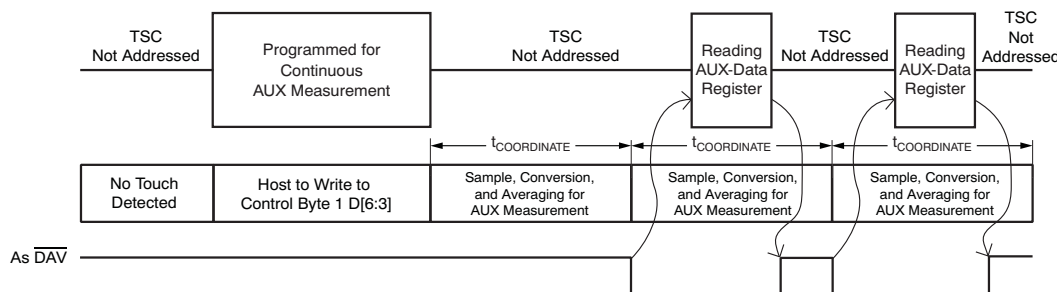 TSC
Not Addressed
Programmed for
Continuous
AUX Measurement
TSC
Not Addressed
Reading
AUX-Data
Register
TSC
Not Addressed
Reading
AUX-Data
Register
TSC
Not
Addressed
tCOORDINATE
tCOORDINATE
tCOORDINATE
No Touch
Detected
Host to Write to
Control Byte 1 D[6:3]
Sample, Conversion,
and Averaging for
AUX Measurement
Sample, Conversion,
and Averaging for
AUX Measurement
Sample, Conversion,
and Averaging for
AUX Measurement
As DAV